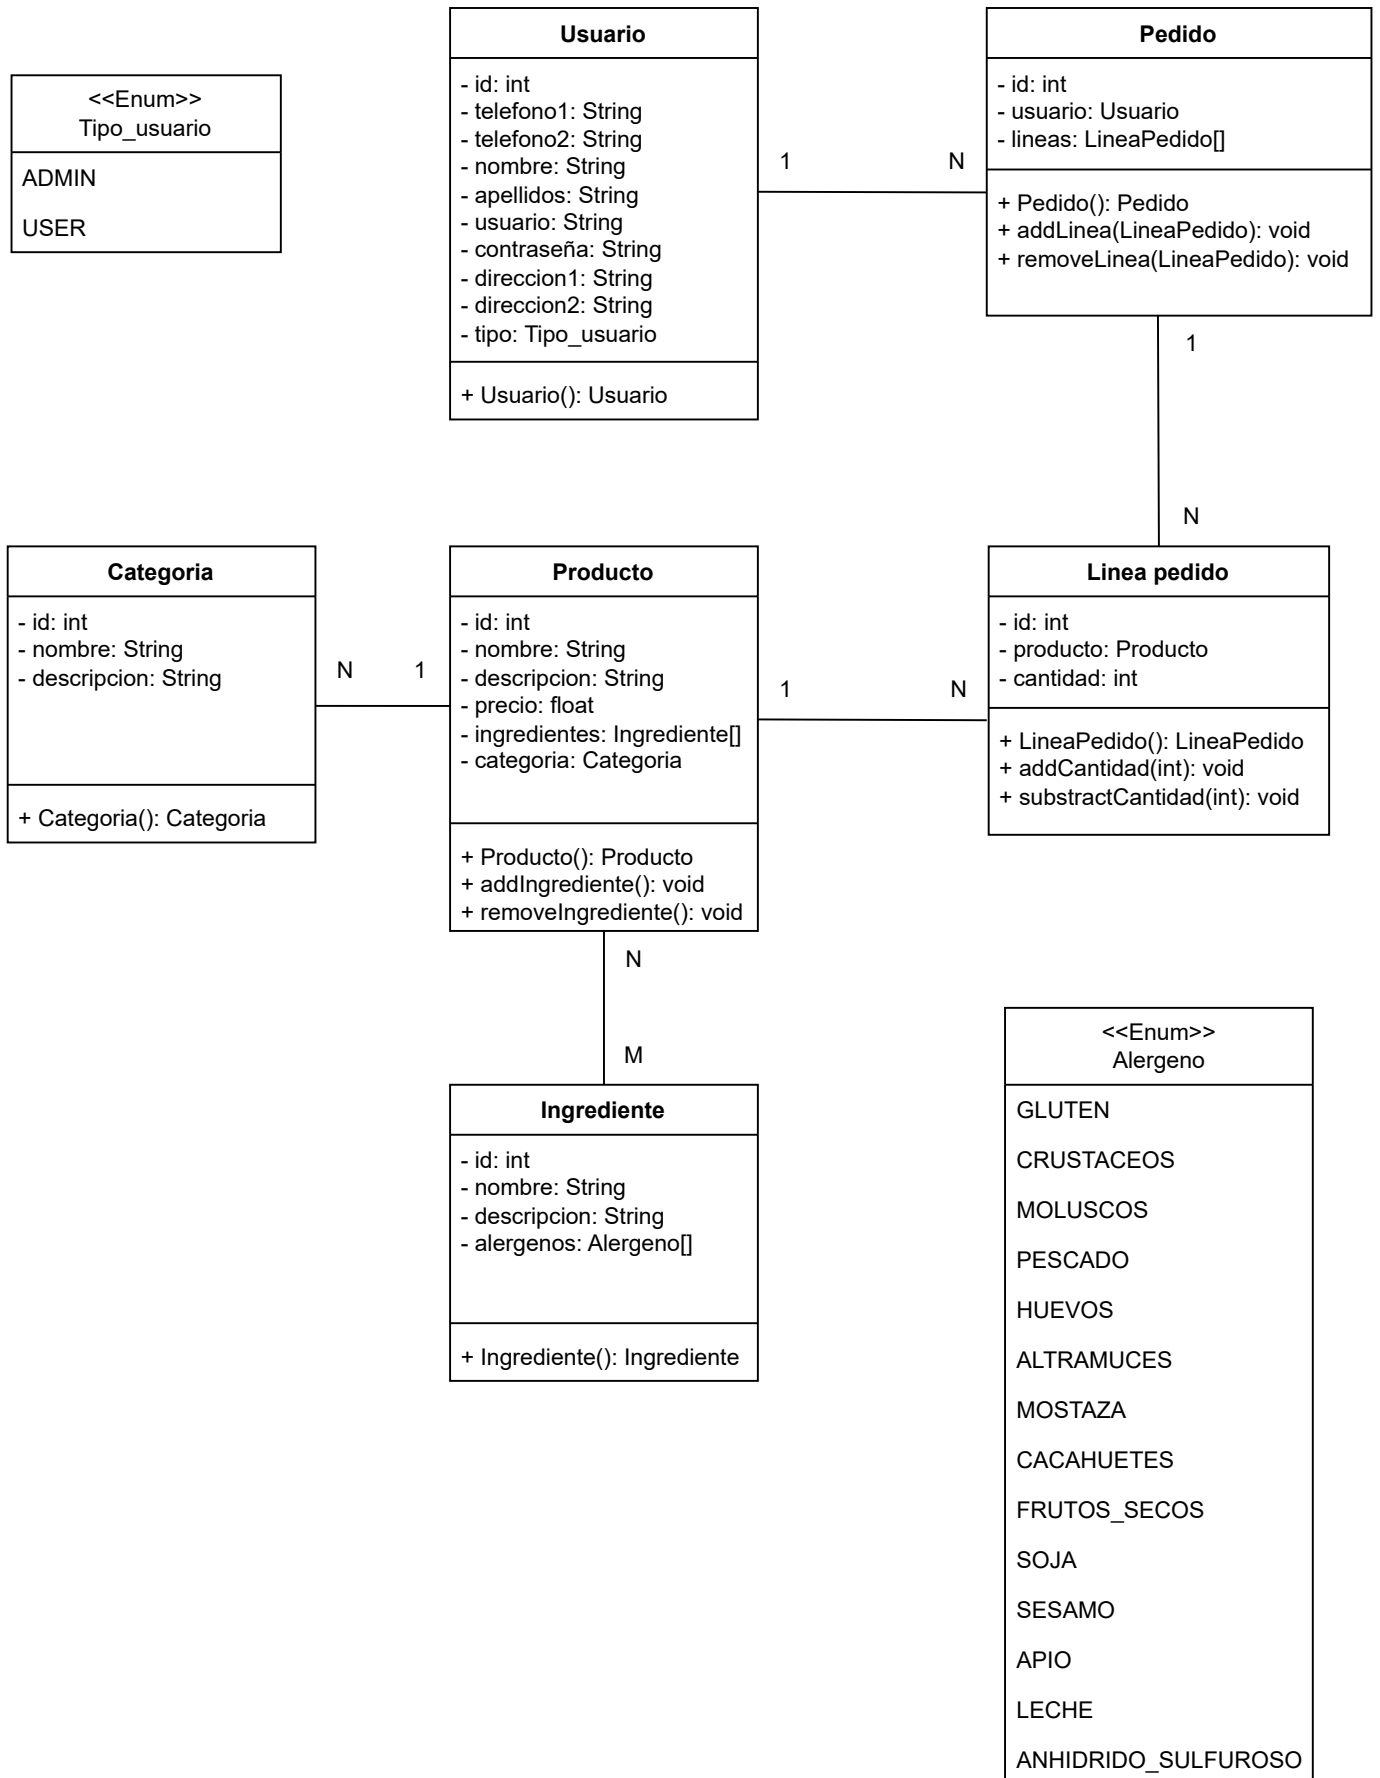 <<Enum>>
Tipo_usuario
ADMIN
USER
Usuario
- id: int
- telefono1: String
- telefono2: String
- nombre: String
- apellidos: String
- usuario: String
- contraseña: String
- direccion1: String
- direccion2: String
- tipo: Tipo_usuario
+ Usuario(): Usuario
1
N
Pedido
- id: int
- usuario: Usuario
- lineas: LineaPedido[]
+ Pedido(): Pedido
+ addLinea(LineaPedido): void
+ removeLinea(LineaPedido): void
1
N
Categoria
- id: int
- nombre: String
- descripcion: String
+ Categoria(): Categoria
N
1
Producto
- id: int
- nombre: String
- descripcion: String
- precio: float
- ingredientes: Ingrediente[]
- categoria: Categoria
+ Producto(): Producto
+ addIngrediente(): void
+ removeIngrediente(): void
1
N
Linea pedido
- id: int
- producto: Producto
- cantidad: int
+ LineaPedido(): LineaPedido
+ addCantidad(int): void
+ substractCantidad(int): void
N
M
Ingrediente
- id: int
- nombre: String
- descripcion: String
- alergenos: Alergeno[]
+ Ingrediente(): Ingrediente
<<Enum>>
Alergeno
GLUTEN
CRUSTACEOS
MOLUSCOS
PESCADO
HUEVOS
ALTRAMUCES
MOSTAZA
CACAHUETES
FRUTOS_SECOS
SOJA
SESAMO
APIO
LECHE
ANHIDRIDO_SULFUROSO